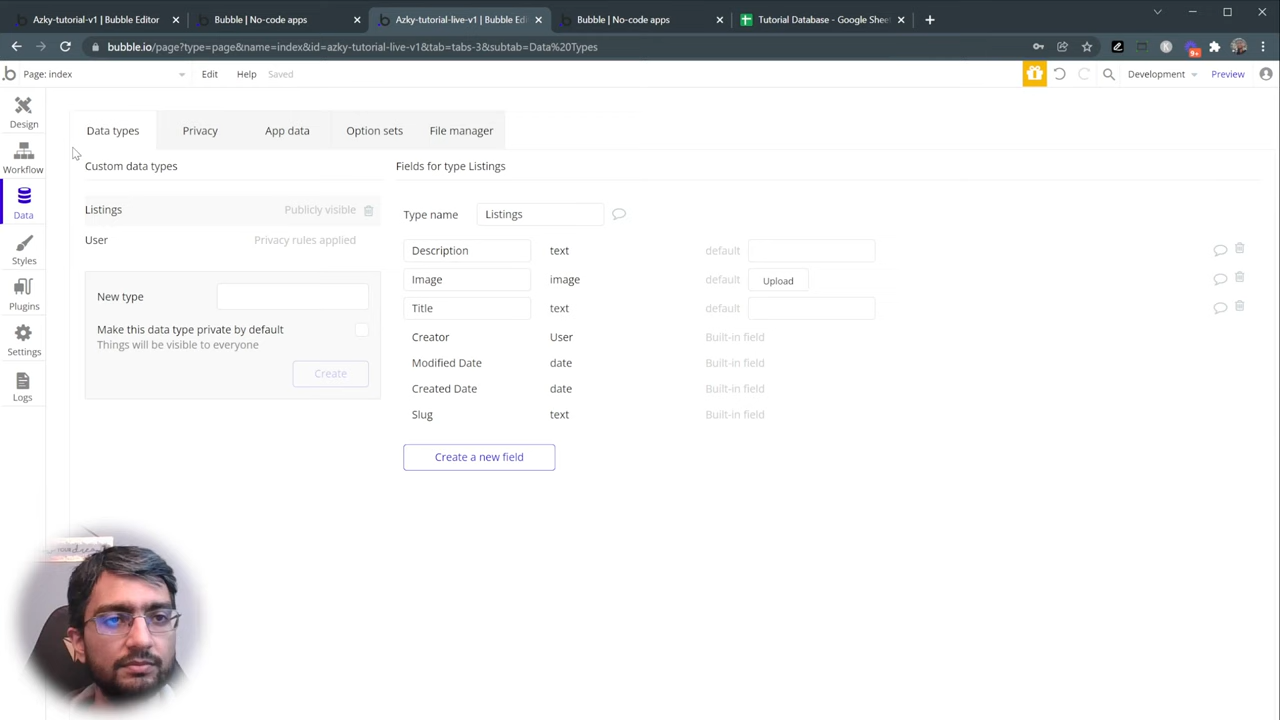 Azky-tutorial-v1 | Bubble Editor
Bubble | No-code apps
Azky-tutorial-live-v1 | Bubble Edi
Bubble | No-code apps
Tutorial Database - Google Shee
bubble.io/page?type=page&name=index&id=azky-tutorial-live-v1&tab=tabs-3&subtab=Data%20Types
9+
Page: index
Edit
Help
Saved
Development
Preview
Design
Workflow
Data
Styles
Plugins
Settings
Logs
Data types
Privacy
App data
Option sets
File manager
Custom data types
Listings
Publicly visible
User
Privacy rules applied
New type
Make this data type private by default
Things will be visible to everyone
Create
Fields for type Listings
Type name
Listings
Description
text
default
Image
image
default
Upload
Title
text
default
Creator
User
Built-in field
Modified Date
date
Built-in field
Created Date
date
Built-in field
Slug
text
Built-in field
Create a new field